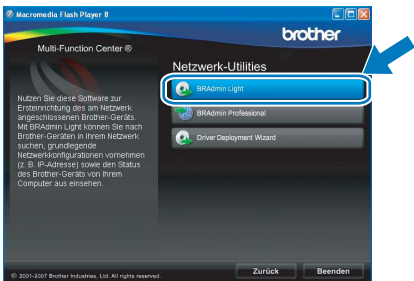 Macromedia Flash Player 8
brother
Multi-Function Center ®
Netzwerk-Utilities
Nutzen Sie diese Software zur
Ersteinrichtung des am Netzwerk
angeschlossenen Brother-Geräts.
Mit BRAdmin Light können Sie nach
Brother-Geräten in Ihrem Netzwerk
suchen, grundlegende
Netzwerkkonfigurationen vornehmen
(z. B. IP-Adresse) sowie den Status
des Brother-Geräts von Ihrem
Computer aus einsehen.
BRAdmin Light
BRAdmin Professional
Driver Deployment Wizard
© 2001-2007 Brother Industries, Ltd. All rights reserved.
Zurück
Beenden